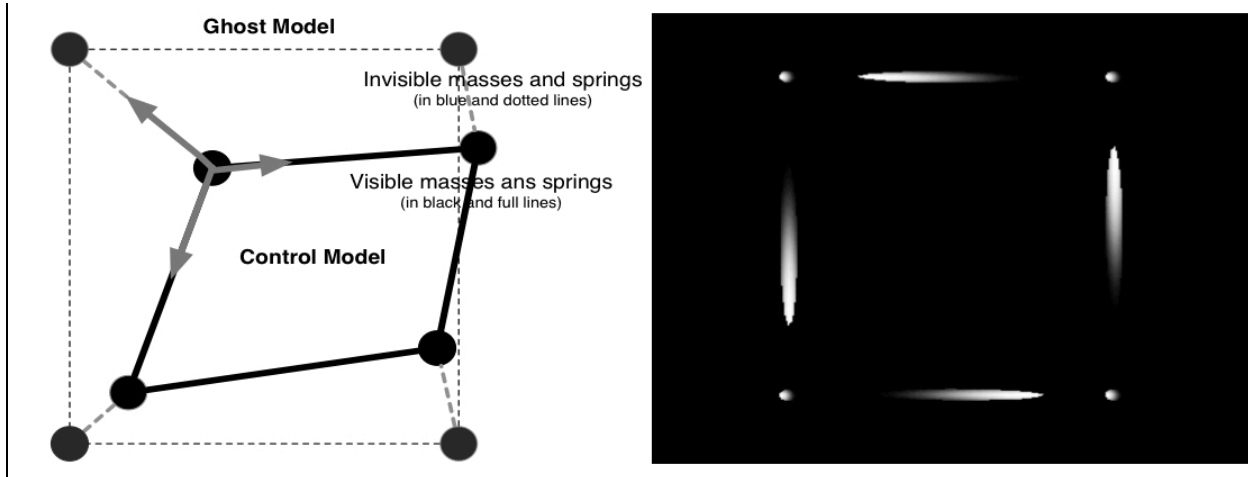 Ghost Model
Invisible masses and springs
(in blue and dotted lines)
Visible masses ans springs
(in black and full lines)
Control Model